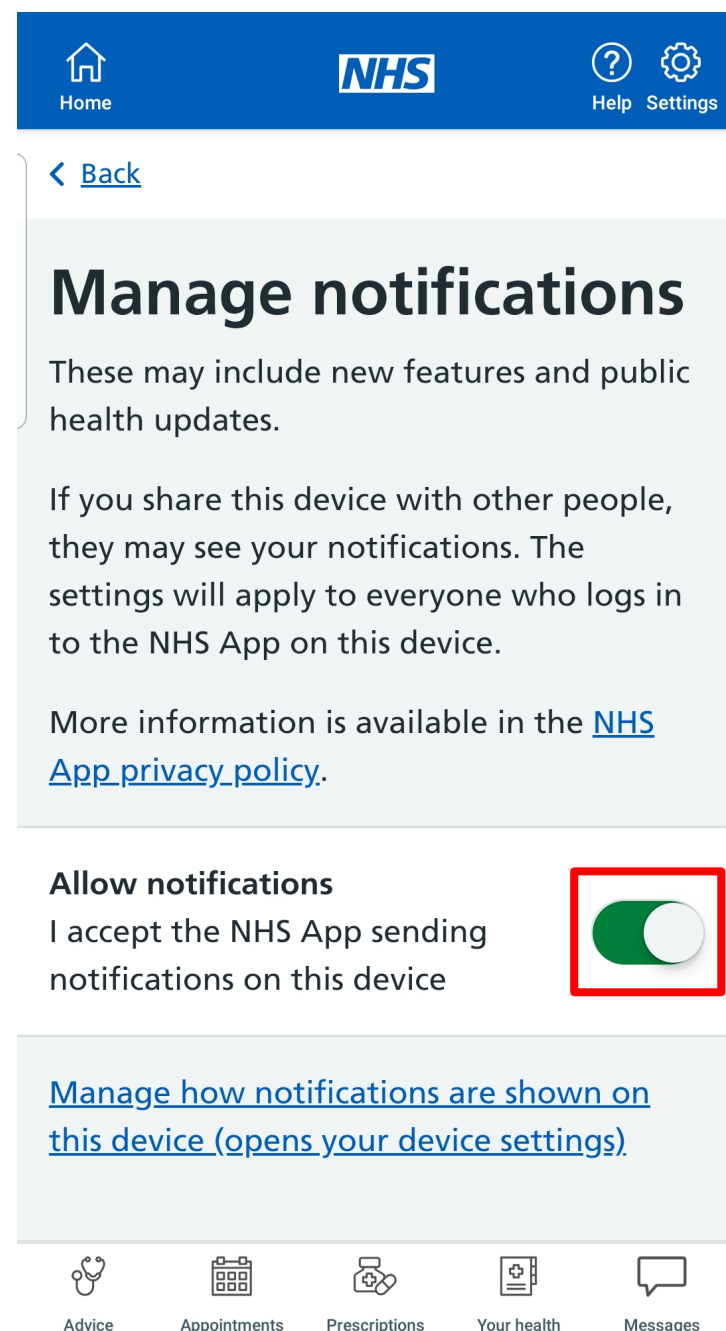 NHS
Home
Help Settings
Back
Manage notifications
These may include new features and public
health updates.
If you share this device with other people,
they may see your notifications. The
settings will apply to everyone who logs in
to the NHS App on this device.
More information is available in the NHS
App privacy policy.
Allow notifications
I accept the NHS App sending
notifications on this device
Manage how notifications are shown on
this device (opens your device settings)
Advice Appointments Prescriptions Your health Messages